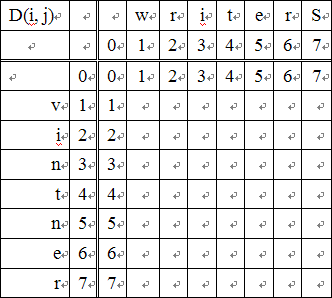 D(i, j) w r i t e r S
0 1 2 3 4 5 6 7
0 0 1 2 3 4 5 6 7
v 1 1
i 2 2
n 3 3
t 4 4
n 5 5
e 6 6
r 7 7